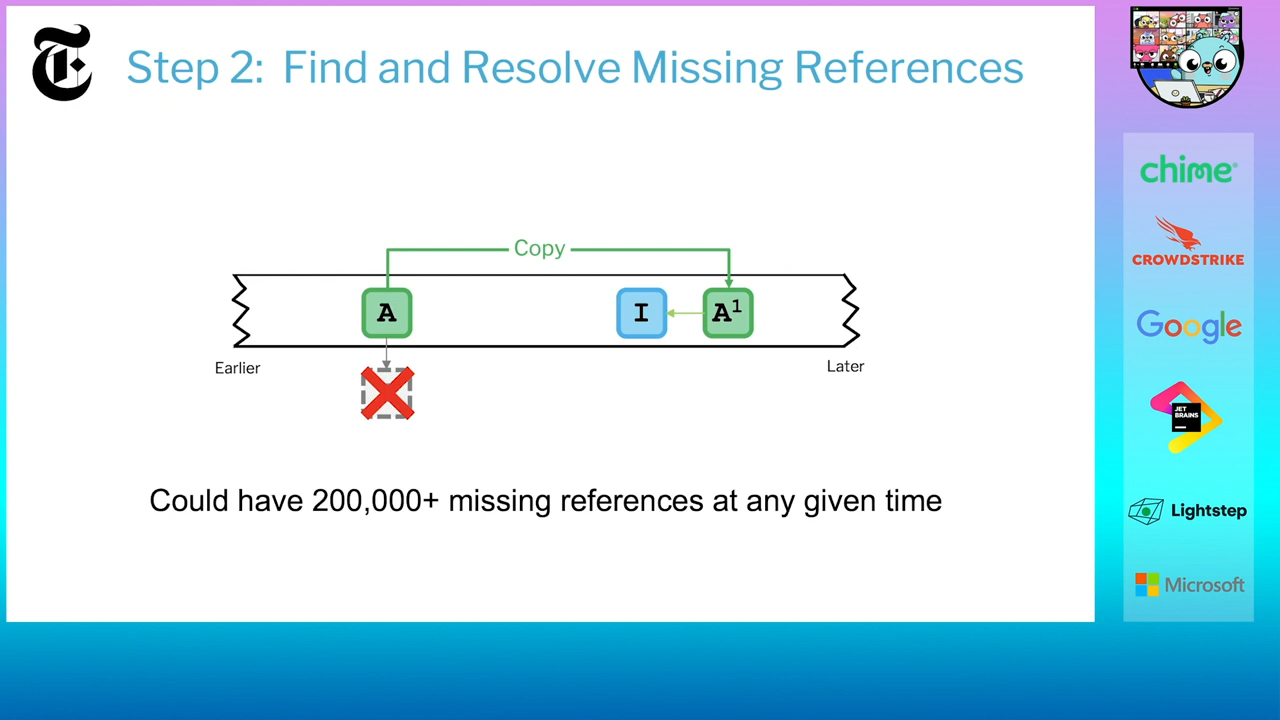 Step 2: Find and Resolve Missing References
Copy
A
I
A¹
Earlier
Later
Could have 200,000+ missing references at any given time
chime®
CROWDSTRIKE
Google
JET
BRAINS
Lightstep
Microsoft